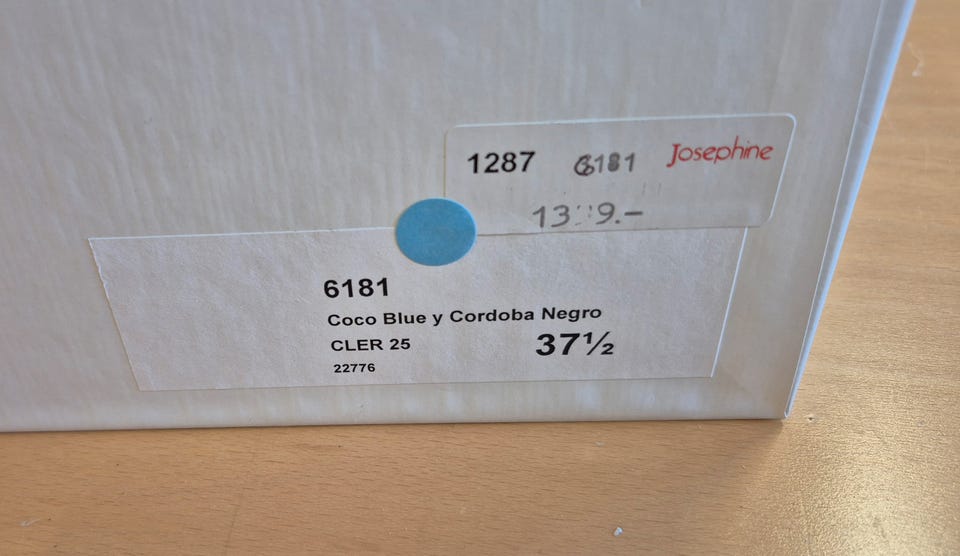 1287 6181 Josephine
6181
Coco Blue y Cordoba Negro
CLER 25 37½
22776